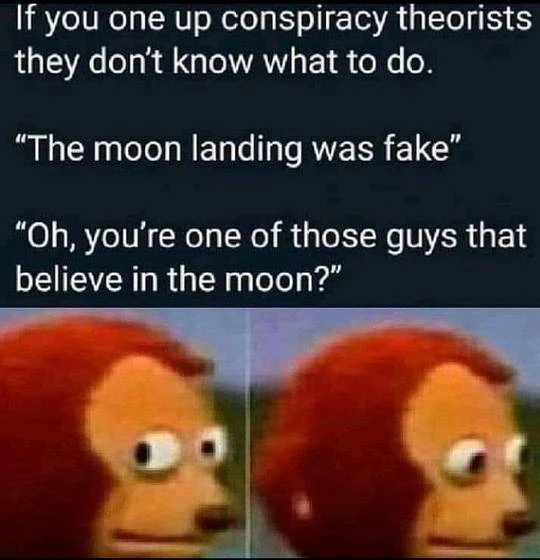 If you one up conspiracy theorists
they don't know what to do.
“The moon landing was fake”
“Oh, you're one of those guys that
believe in the moon?”